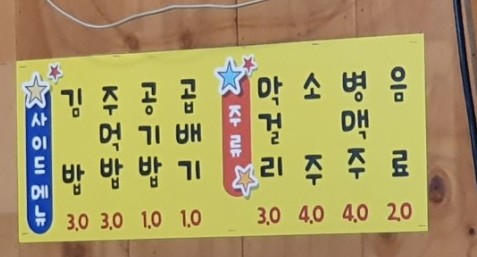 사이드메뉴
김밥 3.0
주먹밥 3.0
공기밥 1.0
곱배기 1.0
주류
막걸리 3.0
소주 4.0
병맥주 4.0
음료 2.0